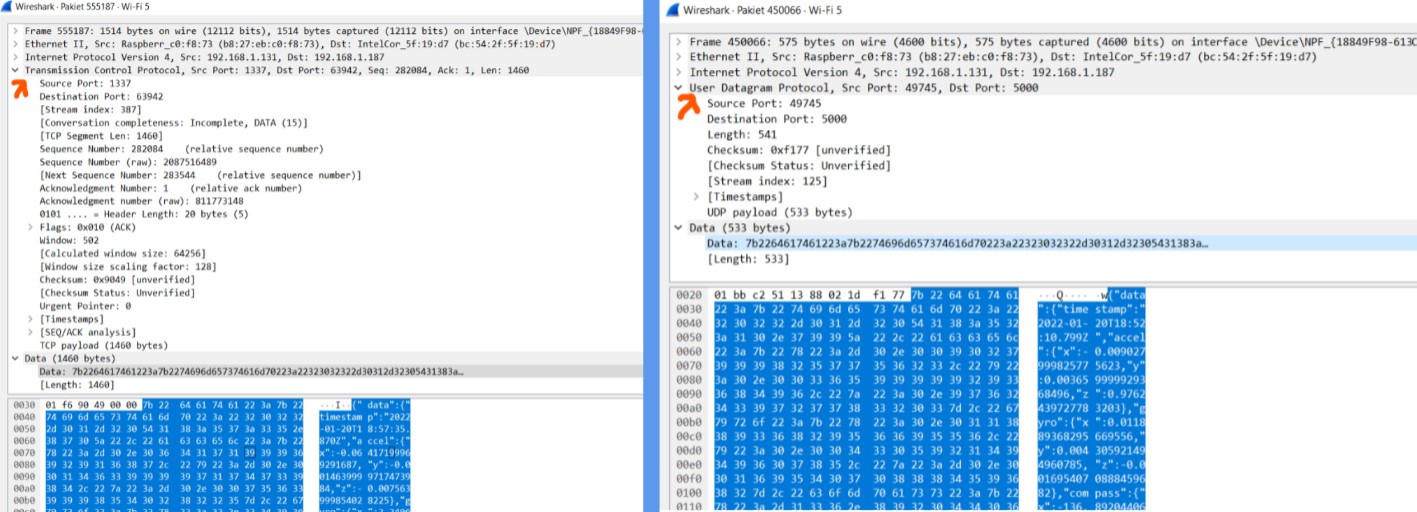 Wireshark · Pakiet 555187 · Wi-Fi 5
Frame 555187: 1514 bytes on wire (12112 bits), 1514 bytes captured (12112 bits) on interface \Device\NPF_{18849F98-
Ethernet II, Src: Raspberr_c0:f8:73 (b8:27:eb:c0:f8:73), Dst: IntelCor_5f:19:d7 (bc:54:2f:5f:19:d7)
Internet Protocol Version 4, Src: 192.168.1.131, Dst: 192.168.1.187
Transmission Control Protocol, Src Port: 1337, Dst Port: 63942, Seq: 282084, Ack: 1, Len: 1460
Source Port: 1337
Destination Port: 63942
[Stream index: 387]
[Conversation completeness: Incomplete, DATA (15)]
[TCP Segment Len: 1460]
Sequence Number: 282084 (relative sequence number)
Sequence Number (raw): 2087516489
[Next Sequence Number: 283544 (relative sequence number)]
Acknowledgment Number: 1 (relative ack number)
Acknowledgment number (raw): 811773148
0101 .... = Header Length: 20 bytes (5)
Flags: 0x010 (ACK)
Window: 502
[Calculated window size: 64256]
[Window size scaling factor: 128]
Checksum: 0x9049 [unverified]
[Checksum Status: Unverified]
Urgent Pointer: 0
[Timestamps]
[SEQ/ACK analysis]
TCP payload (1460 bytes)
Data (1460 bytes)
Data: 7b2264617461223a7b2274696d657374616d70223a22323032322d30312d32305431383a…
[Length: 1460]
0030 01 f6 90 49 00 00 7b 22 64 61 74 61 22 3a 7b 22 ···I··{" data":{"
0040 74 69 6d 65 73 74 61 6d 70 22 3a 22 32 30 32 32 timestam p":"2022
0050 2d 30 31 2d 32 30 54 31 38 3a 35 37 3a 33 35 2e -01-20T1 8:57:35.
0060 38 37 30 5a 22 2c 22 61 63 63 65 6c 22 3a 7b 22 870Z","a ccel":{"
0070 78 22 3a 2d 30 2e 30 36 34 31 37 31 39 39 39 36 x":-0.06 41719996
0080 39 32 39 31 36 38 37 2c 22 79 22 3a 2d 30 2e 30 9291687, "y":-0.0
0090 31 34 36 33 39 39 39 39 37 31 37 34 37 33 39 01463999 97174739
00a0 38 34 2c 22 7a 22 3a 2d 30 2e 30 30 37 35 36 33 84,"z":- 0.007563
00b0 39 39 39 38 35 34 30 32 38 32 32 35 7d 2c 22 67 99985402 8225},"g
Wireshark · Pakiet 450066 · Wi-Fi 5
Frame 450066: 575 bytes on wire (4600 bits), 575 bytes captured (4600 bits) on interface \Device\NPF_{18849F98-613C
Ethernet II, Src: Raspberr_c0:f8:73 (b8:27:eb:c0:f8:73), Dst: IntelCor_5f:19:d7 (bc:54:2f:5f:19:d7)
Internet Protocol Version 4, Src: 192.168.1.131, Dst: 192.168.1.187
User Datagram Protocol, Src Port: 49745, Dst Port: 5000
Source Port: 49745
Destination Port: 5000
Length: 541
Checksum: 0xf177 [unverified]
[Checksum Status: Unverified]
[Stream index: 125]
[Timestamps]
UDP payload (533 bytes)
Data (533 bytes)
Data: 7b2264617461223a7b2274696d657374616d70223a22323032322d30312d32305431383a…
[Length: 533]
0020 01 bb c2 51 13 88 02 1d f1 77 7b 22 64 61 74 61 ···Q···· ·w{"data
0030 22 3a 7b 22 74 69 6d 65 73 74 61 6d 70 22 3a 22 ":{"time stamp":"
0040 32 30 32 32 2d 30 31 2d 32 30 54 31 38 3a 35 32 2022-01- 20T18:52
0050 3a 31 30 2e 37 39 39 5a 22 2c 22 61 63 63 65 6c :10.799Z ","accel
0060 22 3a 7b 22 78 22 3a 2d 30 2e 30 30 39 30 32 37 ":{"x":- 0.009027
0070 39 39 39 38 32 35 37 37 35 36 32 33 2c 22 79 22 99982577 5623,"y"
0080 3a 30 2e 30 30 33 36 35 39 39 39 39 39 32 39 33 :0.00365 99999293
0090 36 38 34 39 36 2c 22 7a 22 3a 30 2e 39 37 36 32 68496,"z ":0.9762
00a0 34 33 39 37 32 37 37 38 33 32 30 33 7d 2c 22 67 43972778 3203},"g
00b0 79 72 6f 22 3a 7b 22 78 22 3a 30 2e 30 31 31 38 yro":{"x ":0.0118
00c0 38 39 33 36 38 32 39 35 36 36 39 35 35 36 2c 22 89368295 669556,"
00d0 79 22 3a 30 2e 30 30 34 33 30 35 39 32 31 34 39 y":0.004 30592149
00e0 34 39 36 30 37 38 35 2c 22 7a 22 3a 2d 30 2e 30 4960785, "z":-0.0
00f0 30 31 36 39 35 34 30 37 30 38 38 38 34 35 39 36 01695407 08884596
0100 38 32 7d 2c 22 63 6f 6d 70 61 73 73 22 3a 7b 22 82},"com pass":{"
0110 78 22 3a 2d 31 33 36 2e 38 39 32 30 34 34 30 36 x":-136. 89204406